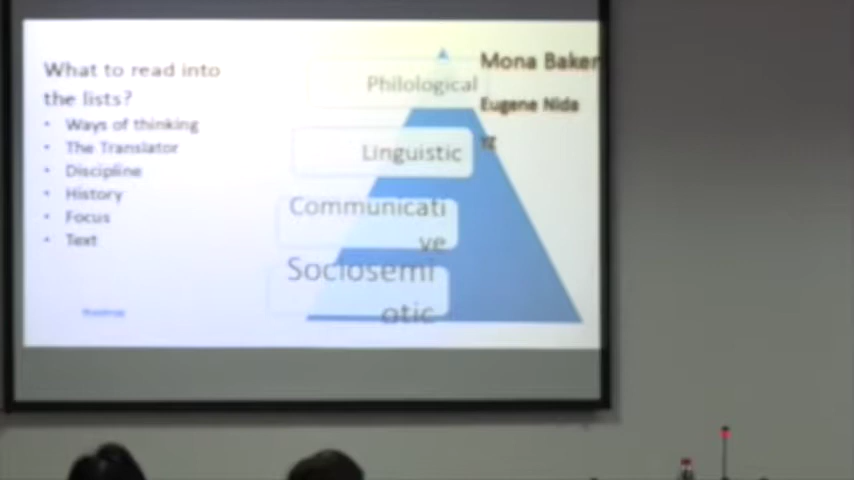 What to read into
the lists?
• Ways of thinking
• The Translator
• Discipline
• History
• Focus
• Text
Philological
Linguistic
Communicati
ve
Sociosemi
otic
Mona Baker
Eugene Nida